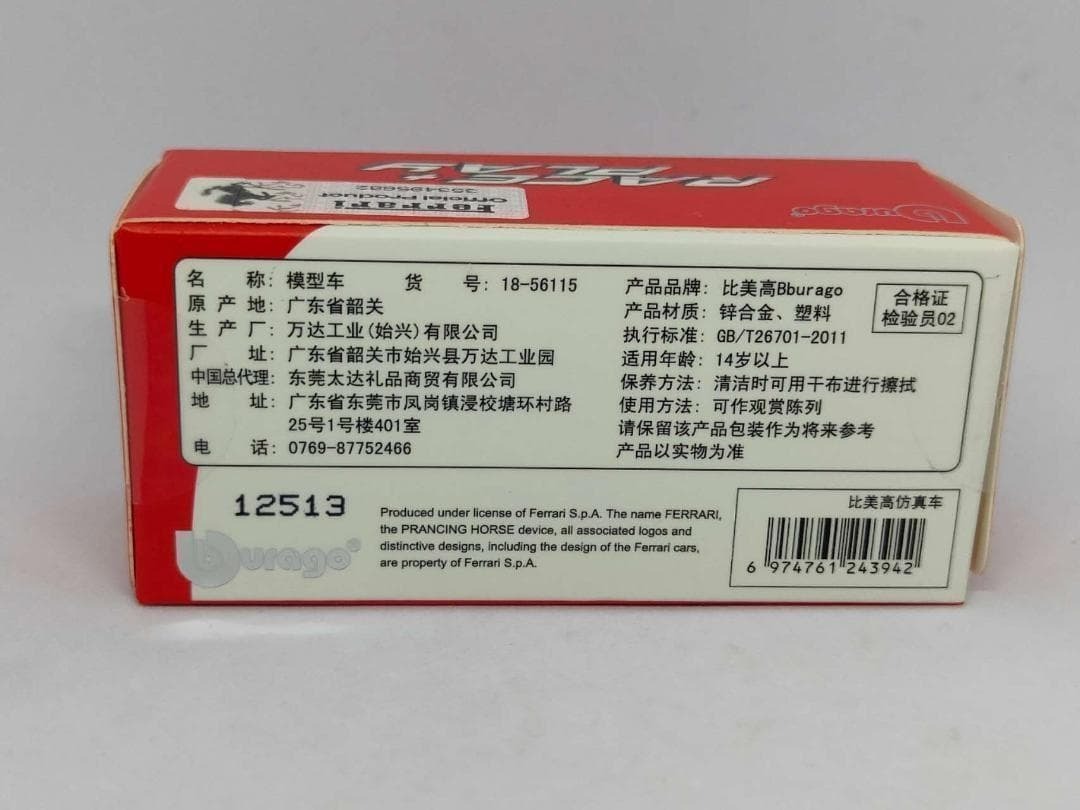 RACE & PLAY
Ferrari
Official Product
353495682
Burago
名 称: 模型车 货 号: 18-56115
原 产 地: 广东省韶关
生 产 厂: 万达工业(始兴)有限公司
厂 址: 广东省韶关市始兴县万达工业园
中国总代理: 东莞太达礼品商贸有限公司
地 址: 广东省东莞市凤岗镇浸校塘环村路
25号1号楼401室
电 话: 0769-87752466
产品品牌: 比美高Bburago
产品材质: 锌合金、塑料
执行标准: GB/T26701-2011
适用年龄: 14岁以上
保养方法: 清洁时可用干布进行擦拭
使用方法: 可作观赏陈列
请保留该产品包装作为将来参考
产品以实物为准
合格证
检验员02
12513
Burago®
Produced under license of Ferrari S.p.A. The name FERRARI,
the PRANCING HORSE device, all associated logos and
distinctive designs, including the design of the Ferrari cars,
are property of Ferrari S.p.A.
比美高仿真车
6 974761 243942